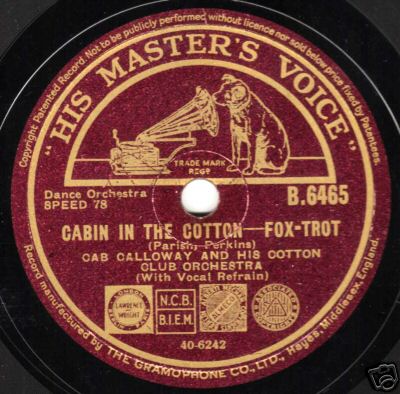 Copyright Patented Record. Not to be publicly performed without licence nor sold below price fixed by Patentees.
"HIS MASTER'S VOICE"
TRADE MARK
REGD
Dance Orchestra
SPEED 78
B.6465
CABIN IN THE COTTON—FOX-TROT
(Parish, Perkins)
CAB CALLOWAY AND HIS COTTON
CLUB ORCHESTRA
(With Vocal Refrain)
LAWRENCE WRIGHT
N.C.B.
B.I.E.M.
ALMECO
40-6242
Record manufactured by THE GRAMOPHONE CO., LTD., Hayes, Middlesex, England.